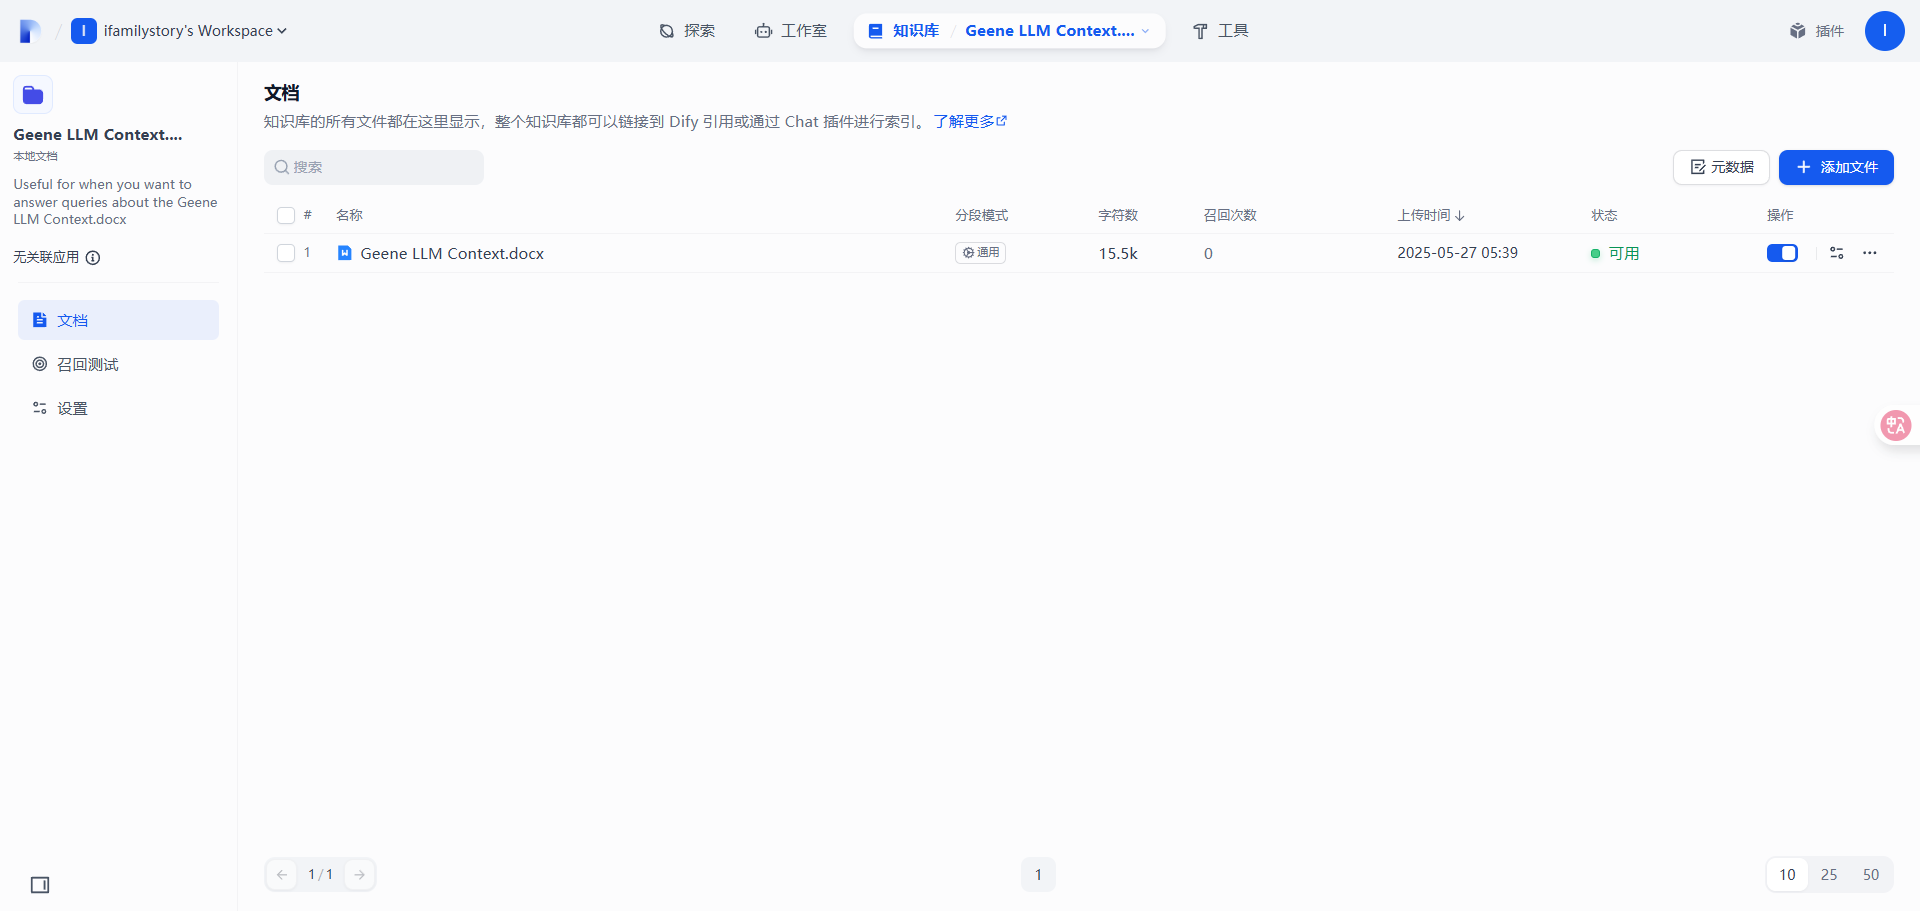 I ifamilystory's Workspace
探索
工作室
知识库 / Geene LLM Context....
工具
插件
I
Geene LLM Context....
本地文档
Useful for when you want to
answer queries about the Geene
LLM Context.docx
无关联应用
文档
召回测试
设置
文档
知识库的所有文件都在这里显示，整个知识库都可以链接到 Dify 引用或通过 Chat 插件进行索引。 了解更多
搜索
元数据
添加文件
# 名称 分段模式 字符数 召回次数 上传时间 状态 操作
1 Geene LLM Context.docx 通用 15.5k 0 2025-05-27 05:39 可用
中A
1 / 1
1
10 25 50